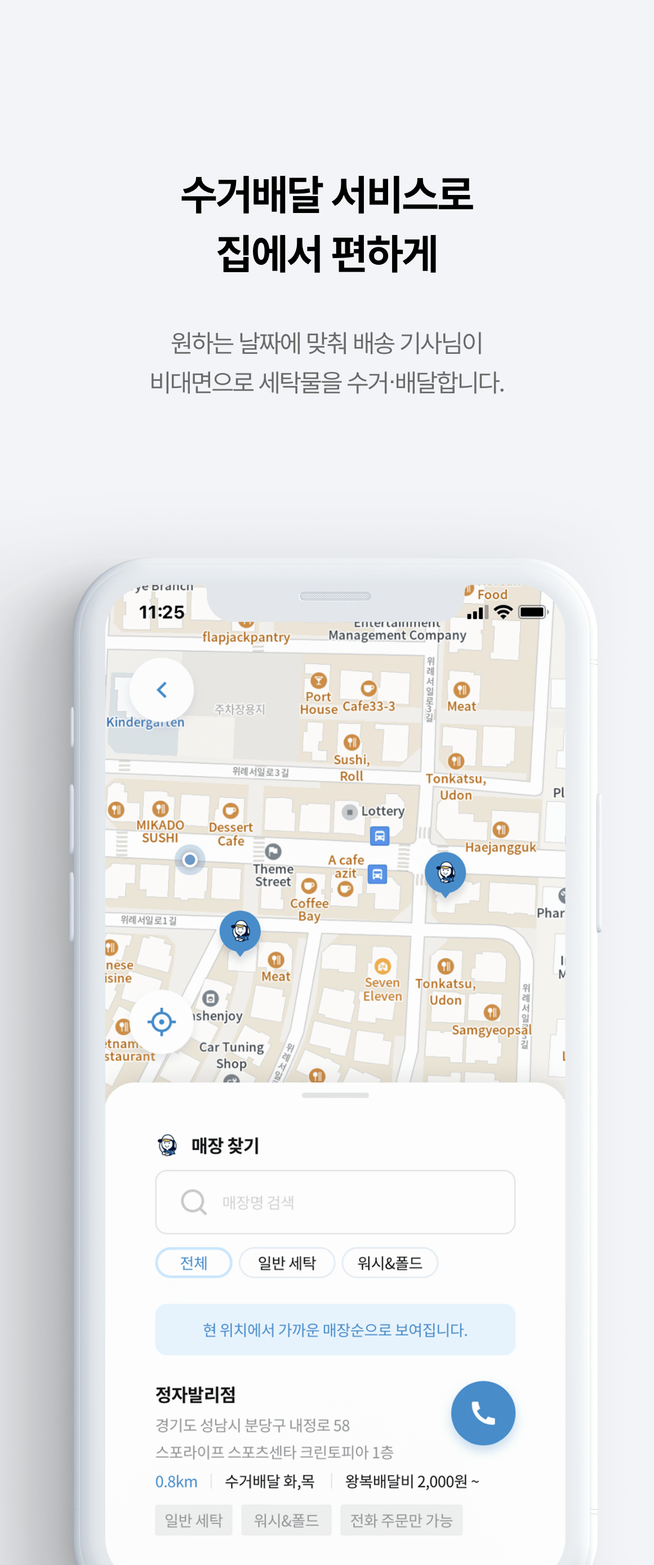 수거배달 서비스로
집에서 편하게
원하는 날짜에 맞춰 배송 기사님이
비대면으로 세탁물을 수거·배달합니다.
ye Branch
11:25
Food
flapjackpantry
Entertainment
Management Company
위례서일로3길
Port
House
Cafe33-3
Meat
주차장용지
Kindergarten
Sushi,
Roll
위례서일로3길
Tonkatsu,
Udon
Lottery
MIKADO
SUSHI
Dessert
Cafe
Haejangguk
Theme
Street
A cafe
azit
Coffee
Bay
Phar
위례서일로1길
nese
isine
Meat
Seven
Eleven
Tonkatsu,
Udon
shenjoy
Samgyeopsal
etnam
staurant
Car Tuning
Shop
매장 찾기
매장명 검색
전체 일반 세탁 워시&폴드
현 위치에서 가까운 매장순으로 보여집니다.
정자발리점
경기도 성남시 분당구 내정로 58
스포라이프 스포츠센타 크린토피아 1층
0.8km 수거배달 화,목 왕복배달비 2,000원 ~
일반 세탁 워시&폴드 전화 주문만 가능